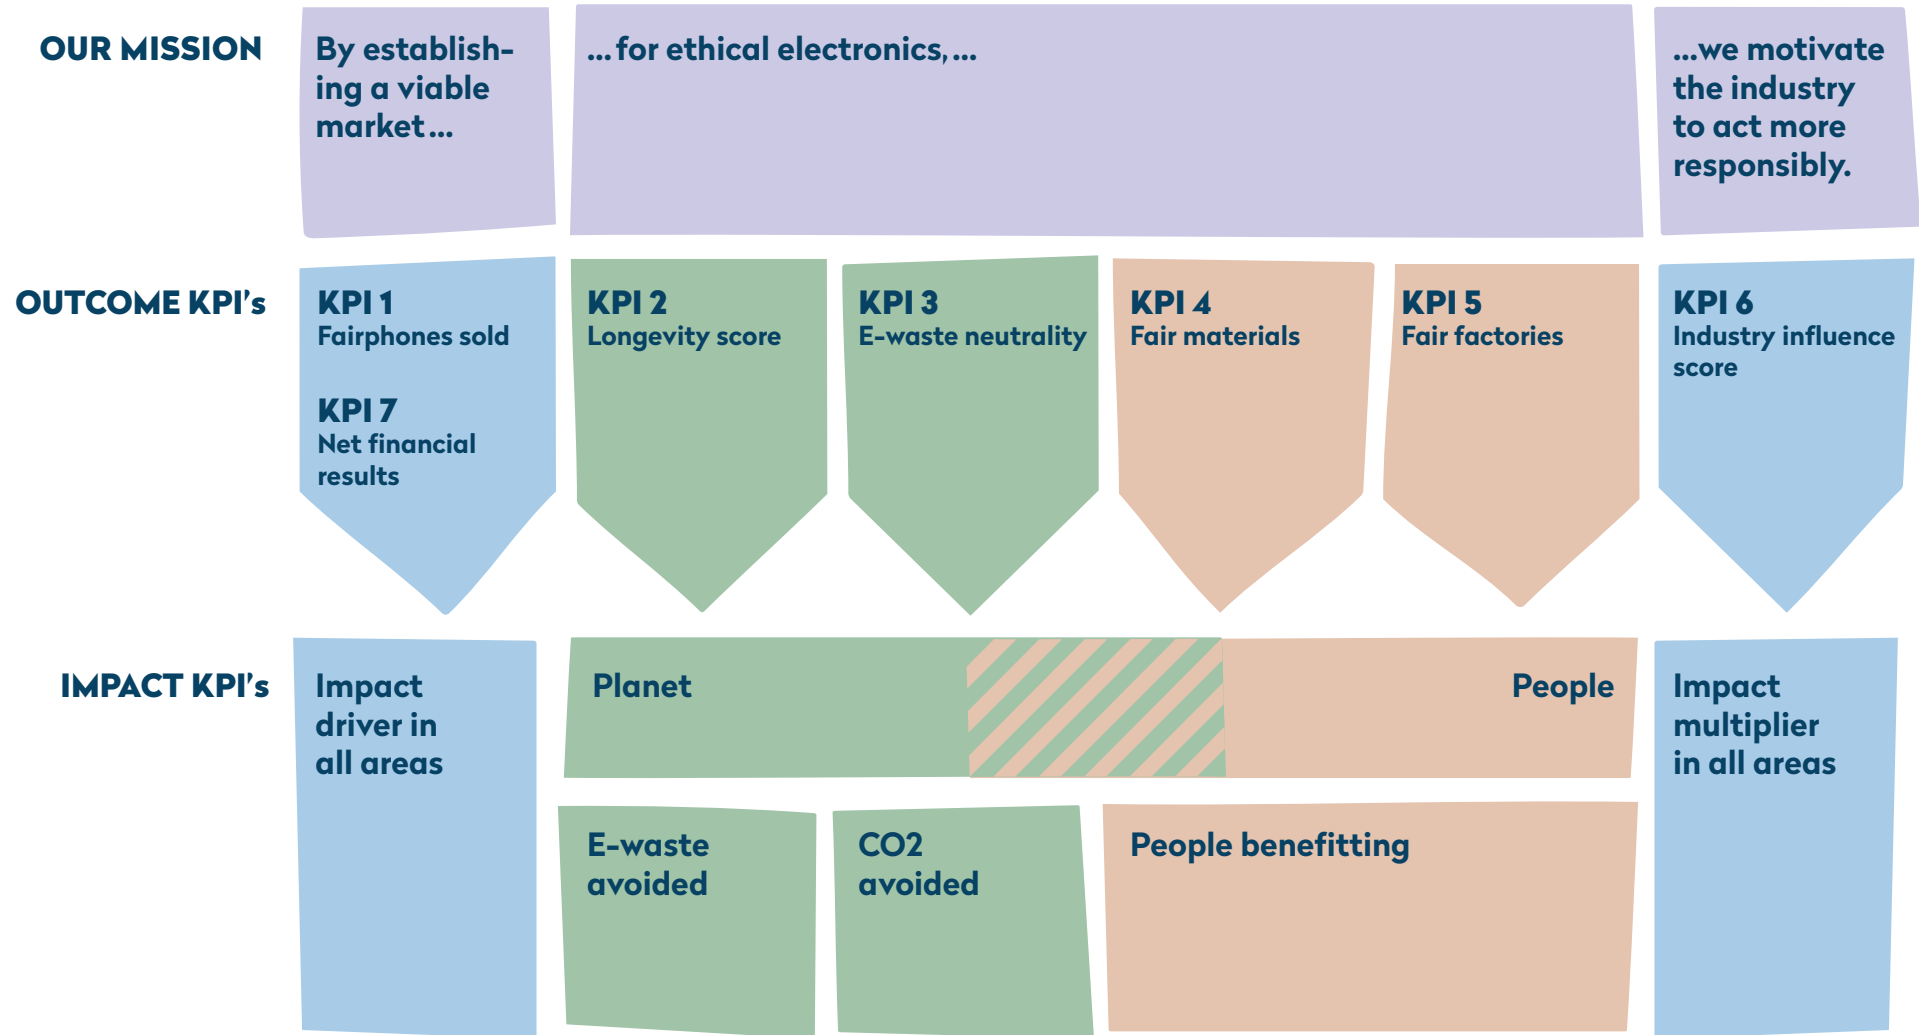 OUR MISSION
By establish-
ing a viable
market...
...for ethical electronics,...
...we motivate
the industry
to act more
responsibly.
OUTCOME KPI's
KPI 1
Fairphones sold
KPI 7
Net financial
results
KPI 2
Longevity score
KPI 3
E-waste neutrality
KPI 4
Fair materials
KPI 5
Fair factories
KPI 6
Industry influence
score
IMPACT KPI's
Impact
driver in
all areas
Planet
People
E-waste
avoided
CO2
avoided
People benefitting
Impact
multiplier
in all areas